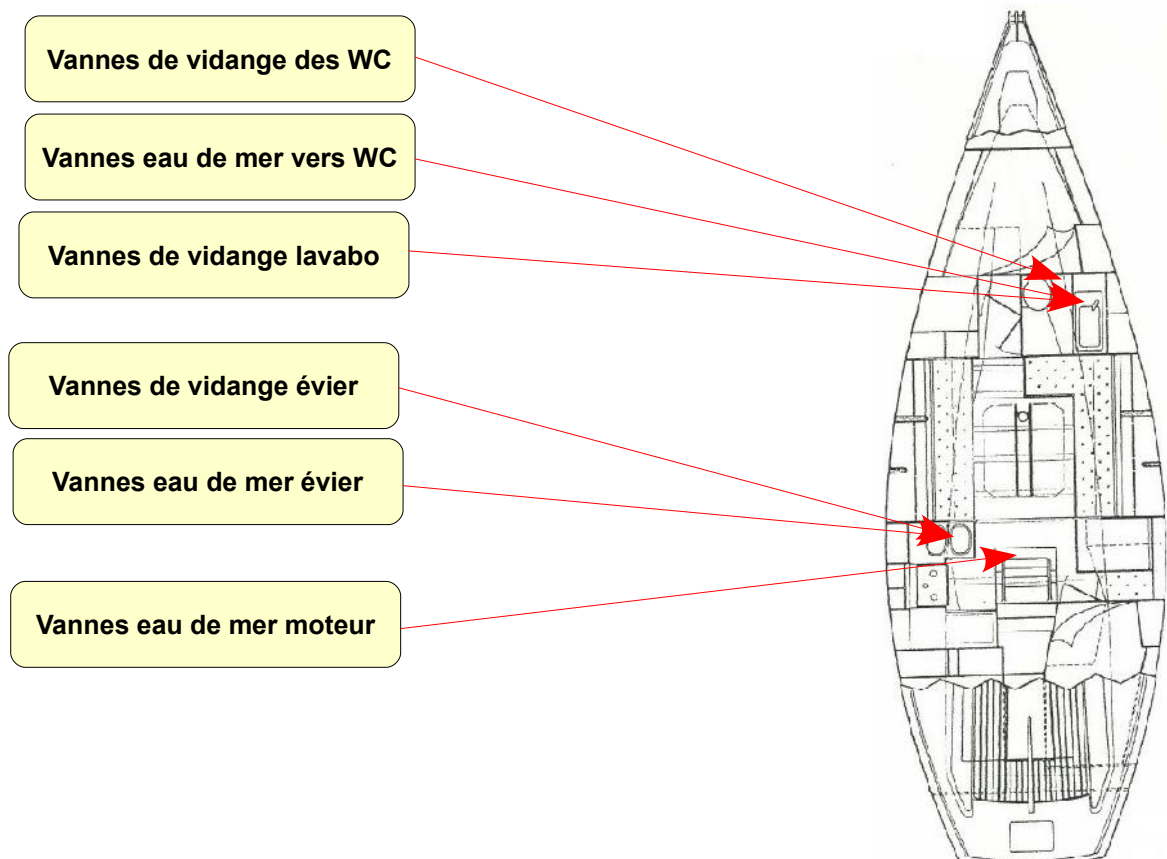 Vannes de vidange des WC
Vannes eau de mer vers WC
Vannes de vidange lavabo
Vannes de vidange évier
Vannes eau de mer évier
Vannes eau de mer moteur